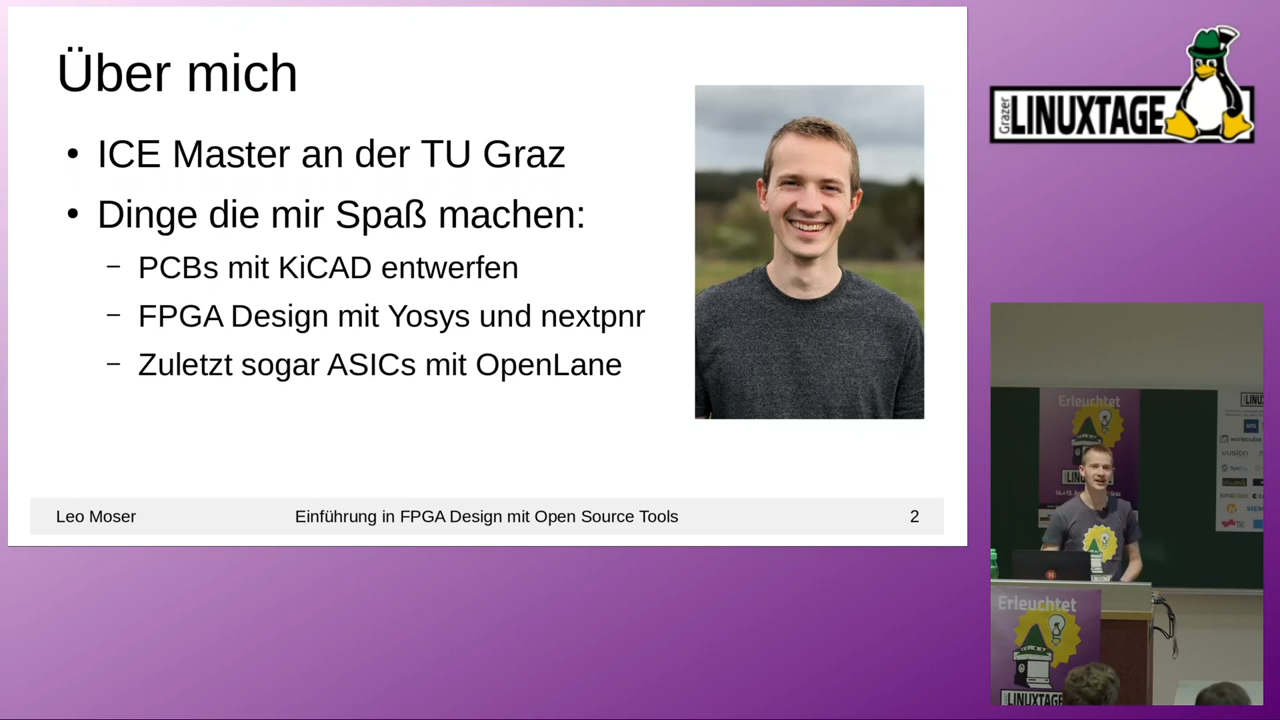 Über mich
ICE Master an der TU Graz
Dinge die mir Spaß machen:
PCBs mit KiCAD entwerfen
FPGA Design mit Yosys und nextpnr
Zuletzt sogar ASICs mit OpenLane
Leo Moser
Einführung in FPGA Design mit Open Source Tools
2
Grazer
LINUXTAGE
Erleuchtet
Erleuchtet
LINUXTAGE